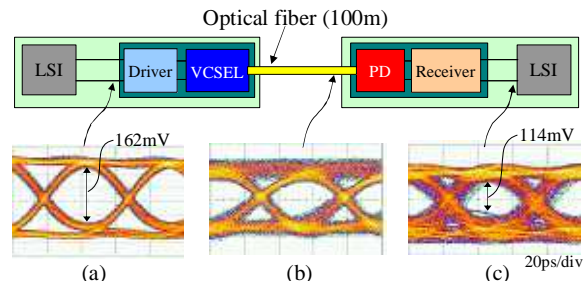 Optical fiber (100m)
LSI
Driver
VCSEL
PD
Receiver
LSI
162mV
114mV
20ps/div
(a)
(b)
(c)